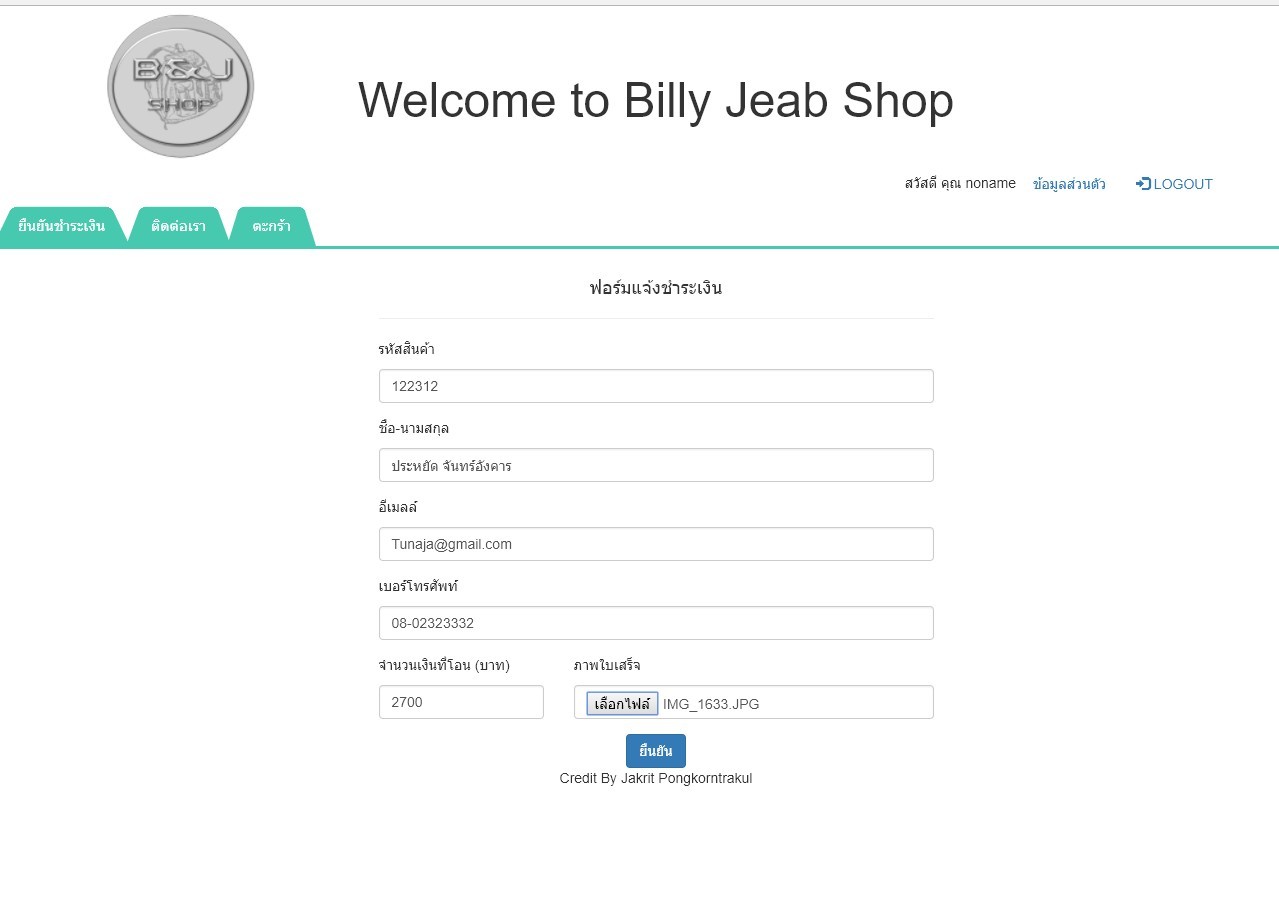 B&J
SHOP
Welcome to Billy Jeab Shop
สวัสดี คุณ noname ข้อมูลส่วนตัว LOGOUT
ยืนยันชำระเงิน ติดต่อเรา ตะกร้า
ฟอร์มแจ้งชำระเงิน
รหัสสินค้า
122312
ชื่อ-นามสกุล
ประหยัด จันทร์อังคาร
อีเมลล์
Tunaja@gmail.com
เบอร์โทรศัพท์
08-02323332
จำนวนเงินที่โอน (บาท) ภาพใบเสร็จ
2700 เลือกไฟล์ IMG_1633.JPG
ยืนยัน
Credit By Jakrit Pongkorntrakul